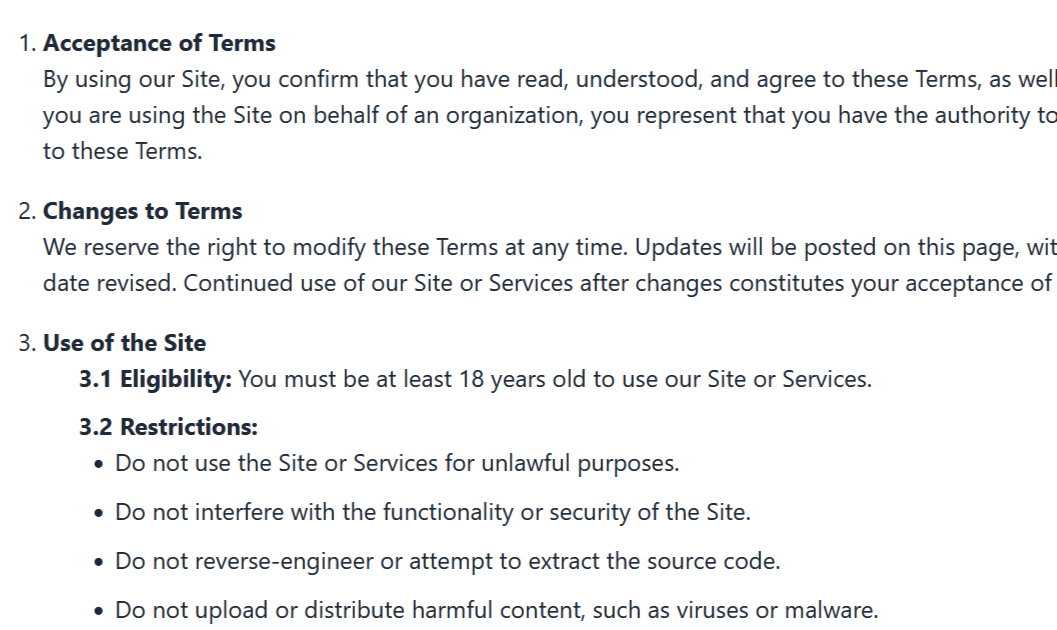 1. Acceptance of Terms
By using our Site, you confirm that you have read, understood, and agree to these Terms, as well
you are using the Site on behalf of an organization, you represent that you have the authority to
to these Terms.
2. Changes to Terms
We reserve the right to modify these Terms at any time. Updates will be posted on this page, wit
date revised. Continued use of our Site or Services after changes constitutes your acceptance of
3. Use of the Site
3.1 Eligibility: You must be at least 18 years old to use our Site or Services.
3.2 Restrictions:
• Do not use the Site or Services for unlawful purposes.
• Do not interfere with the functionality or security of the Site.
• Do not reverse-engineer or attempt to extract the source code.
• Do not upload or distribute harmful content, such as viruses or malware.